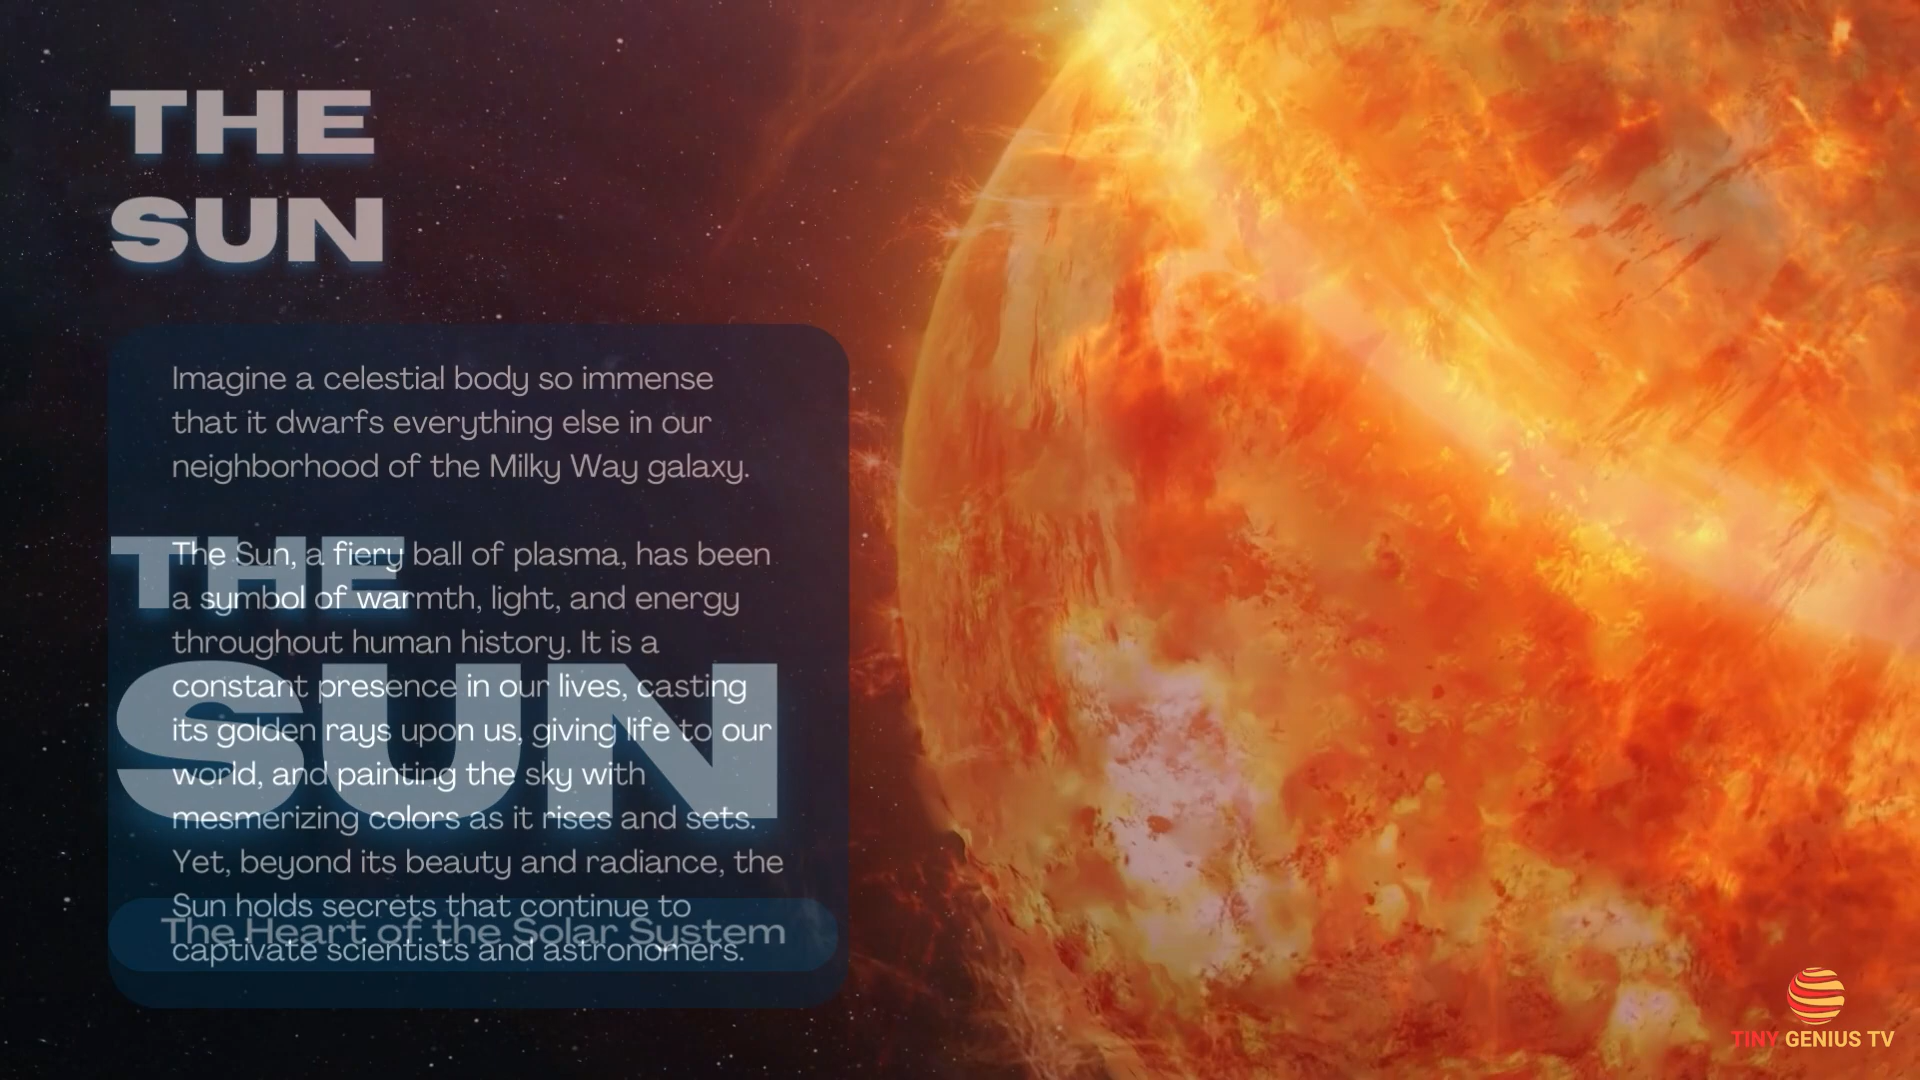 THE
SUN
Imagine a celestial body so immense
that it dwarfs everything else in our
neighborhood of the Milky Way galaxy.
THE
SUN
The Sun, a fiery ball of plasma, has been
a symbol of warmth, light, and energy
throughout human history. It is a
constant presence in our lives, casting
its golden rays upon us, giving life to our
world, and painting the sky with
mesmerizing colors as it rises and sets.
Yet, beyond its beauty and radiance, the
Sun holds secrets that continue to
captivate scientists and astronomers.
The Heart of the Solar System
TINY GENIUS TV